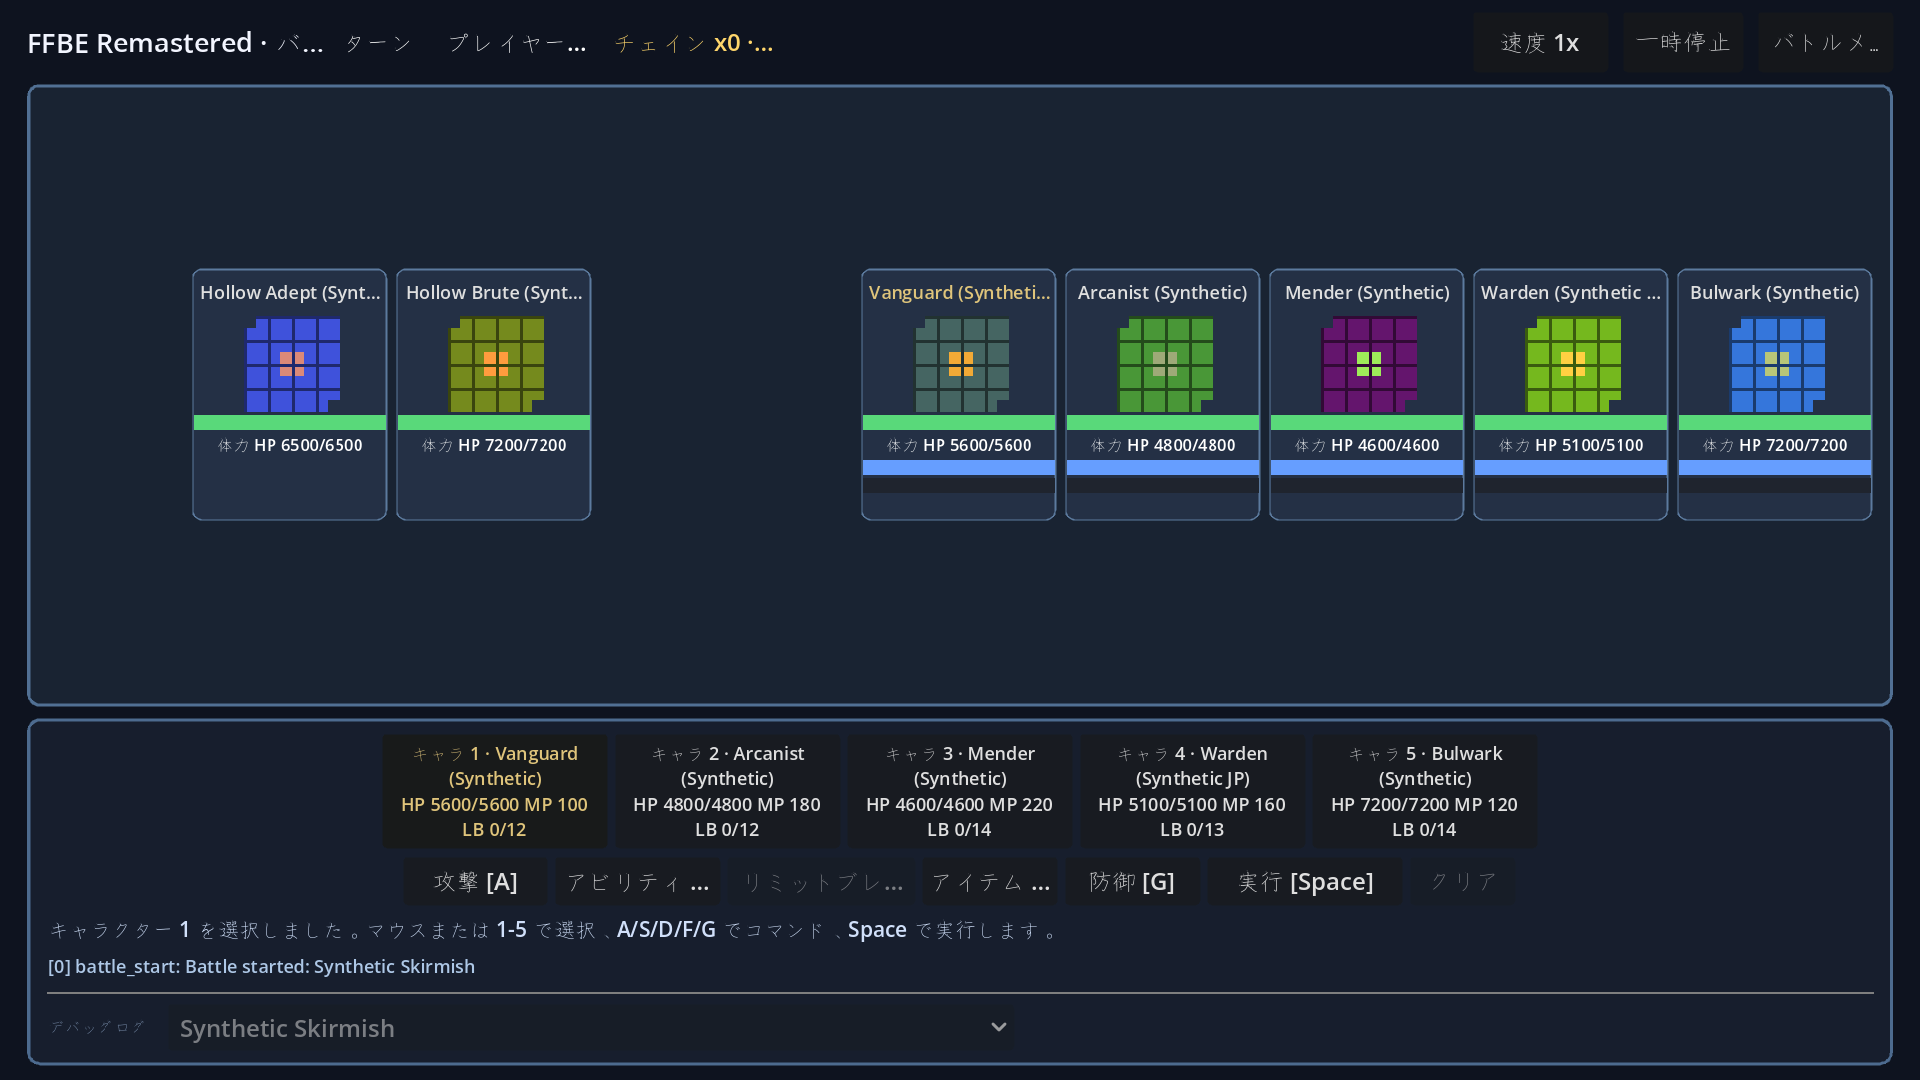 FFBE Remastered · バ... ターン プレイヤー... チェイン x0 ·... 速度 1x 一時停止 バトルメ...
Hollow Adept (Synt...
体力 HP 6500/6500
Hollow Brute (Synt...
体力 HP 7200/7200
Vanguard (Syntheti...
体力 HP 5600/5600
Arcanist (Synthetic)
体力 HP 4800/4800
Mender (Synthetic)
体力 HP 4600/4600
Warden (Synthetic ...
体力 HP 5100/5100
Bulwark (Synthetic)
体力 HP 7200/7200
キャラ 1 · Vanguard
(Synthetic)
HP 5600/5600 MP 100
LB 0/12
キャラ 2 · Arcanist
(Synthetic)
HP 4800/4800 MP 180
LB 0/12
キャラ 3 · Mender
(Synthetic)
HP 4600/4600 MP 220
LB 0/14
キャラ 4 · Warden
(Synthetic JP)
HP 5100/5100 MP 160
LB 0/13
キャラ 5 · Bulwark
(Synthetic)
HP 7200/7200 MP 120
LB 0/14
攻撃 [A] アビリティ ... リミットブレ... アイテム ... 防御 [G] 実行 [Space] クリア
キャラクター 1 を選択しました。マウスまたは 1-5 で選択、A/S/D/F/G でコマンド、Space で実行します。
[0] battle_start: Battle started: Synthetic Skirmish
デバッグログ Synthetic Skirmish